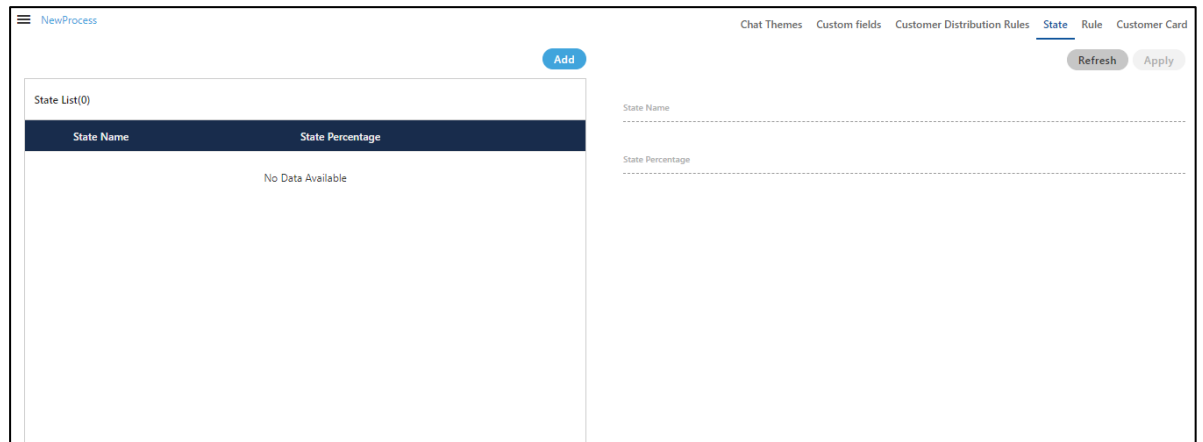 NewProcess
Chat Themes Custom fields Customer Distribution Rules State Rule Customer Card
Add
Refresh Apply
State List(0)
State Name State Percentage
No Data Available
State Name
State Percentage